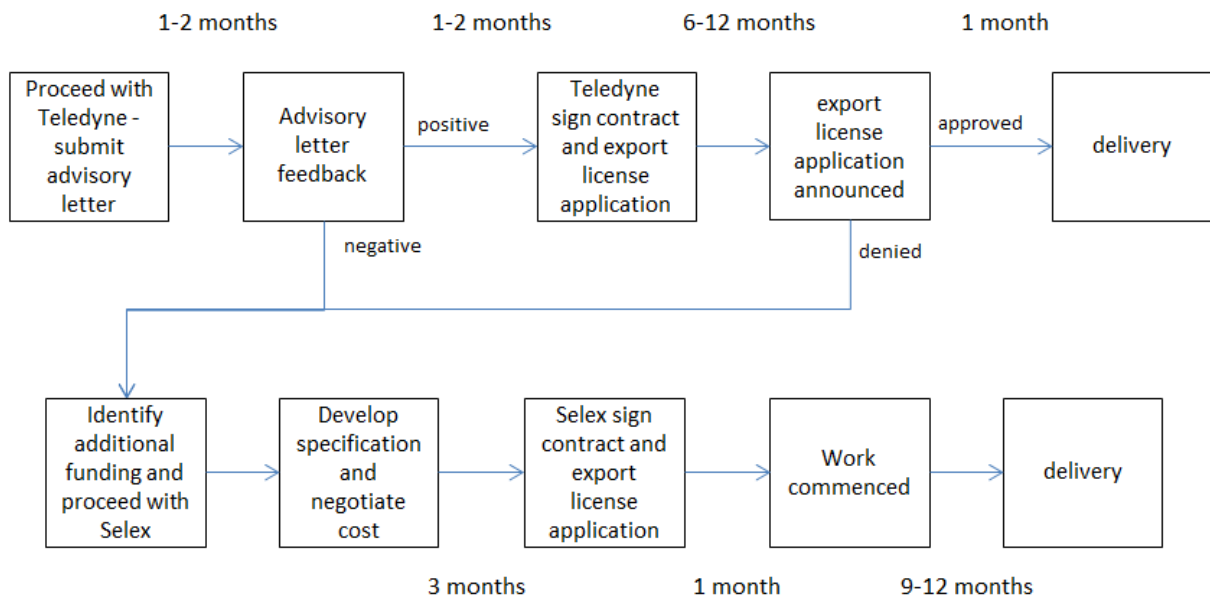 1-2 months
1-2 months
6-12 months
1 month
Proceed with
Teledyne -
submit
advisory
letter
Advisory
letter
feedback
positive
Teledyne
sign contract
and export
license
application
export
license
application
announced
approved
delivery
negative
denied
Identify
additional
funding and
proceed with
Selex
Develop
specification
and
negotiate
cost
Selex sign
contract and
export
license
application
Work
commenced
delivery
3 months
1 month
9-12 months